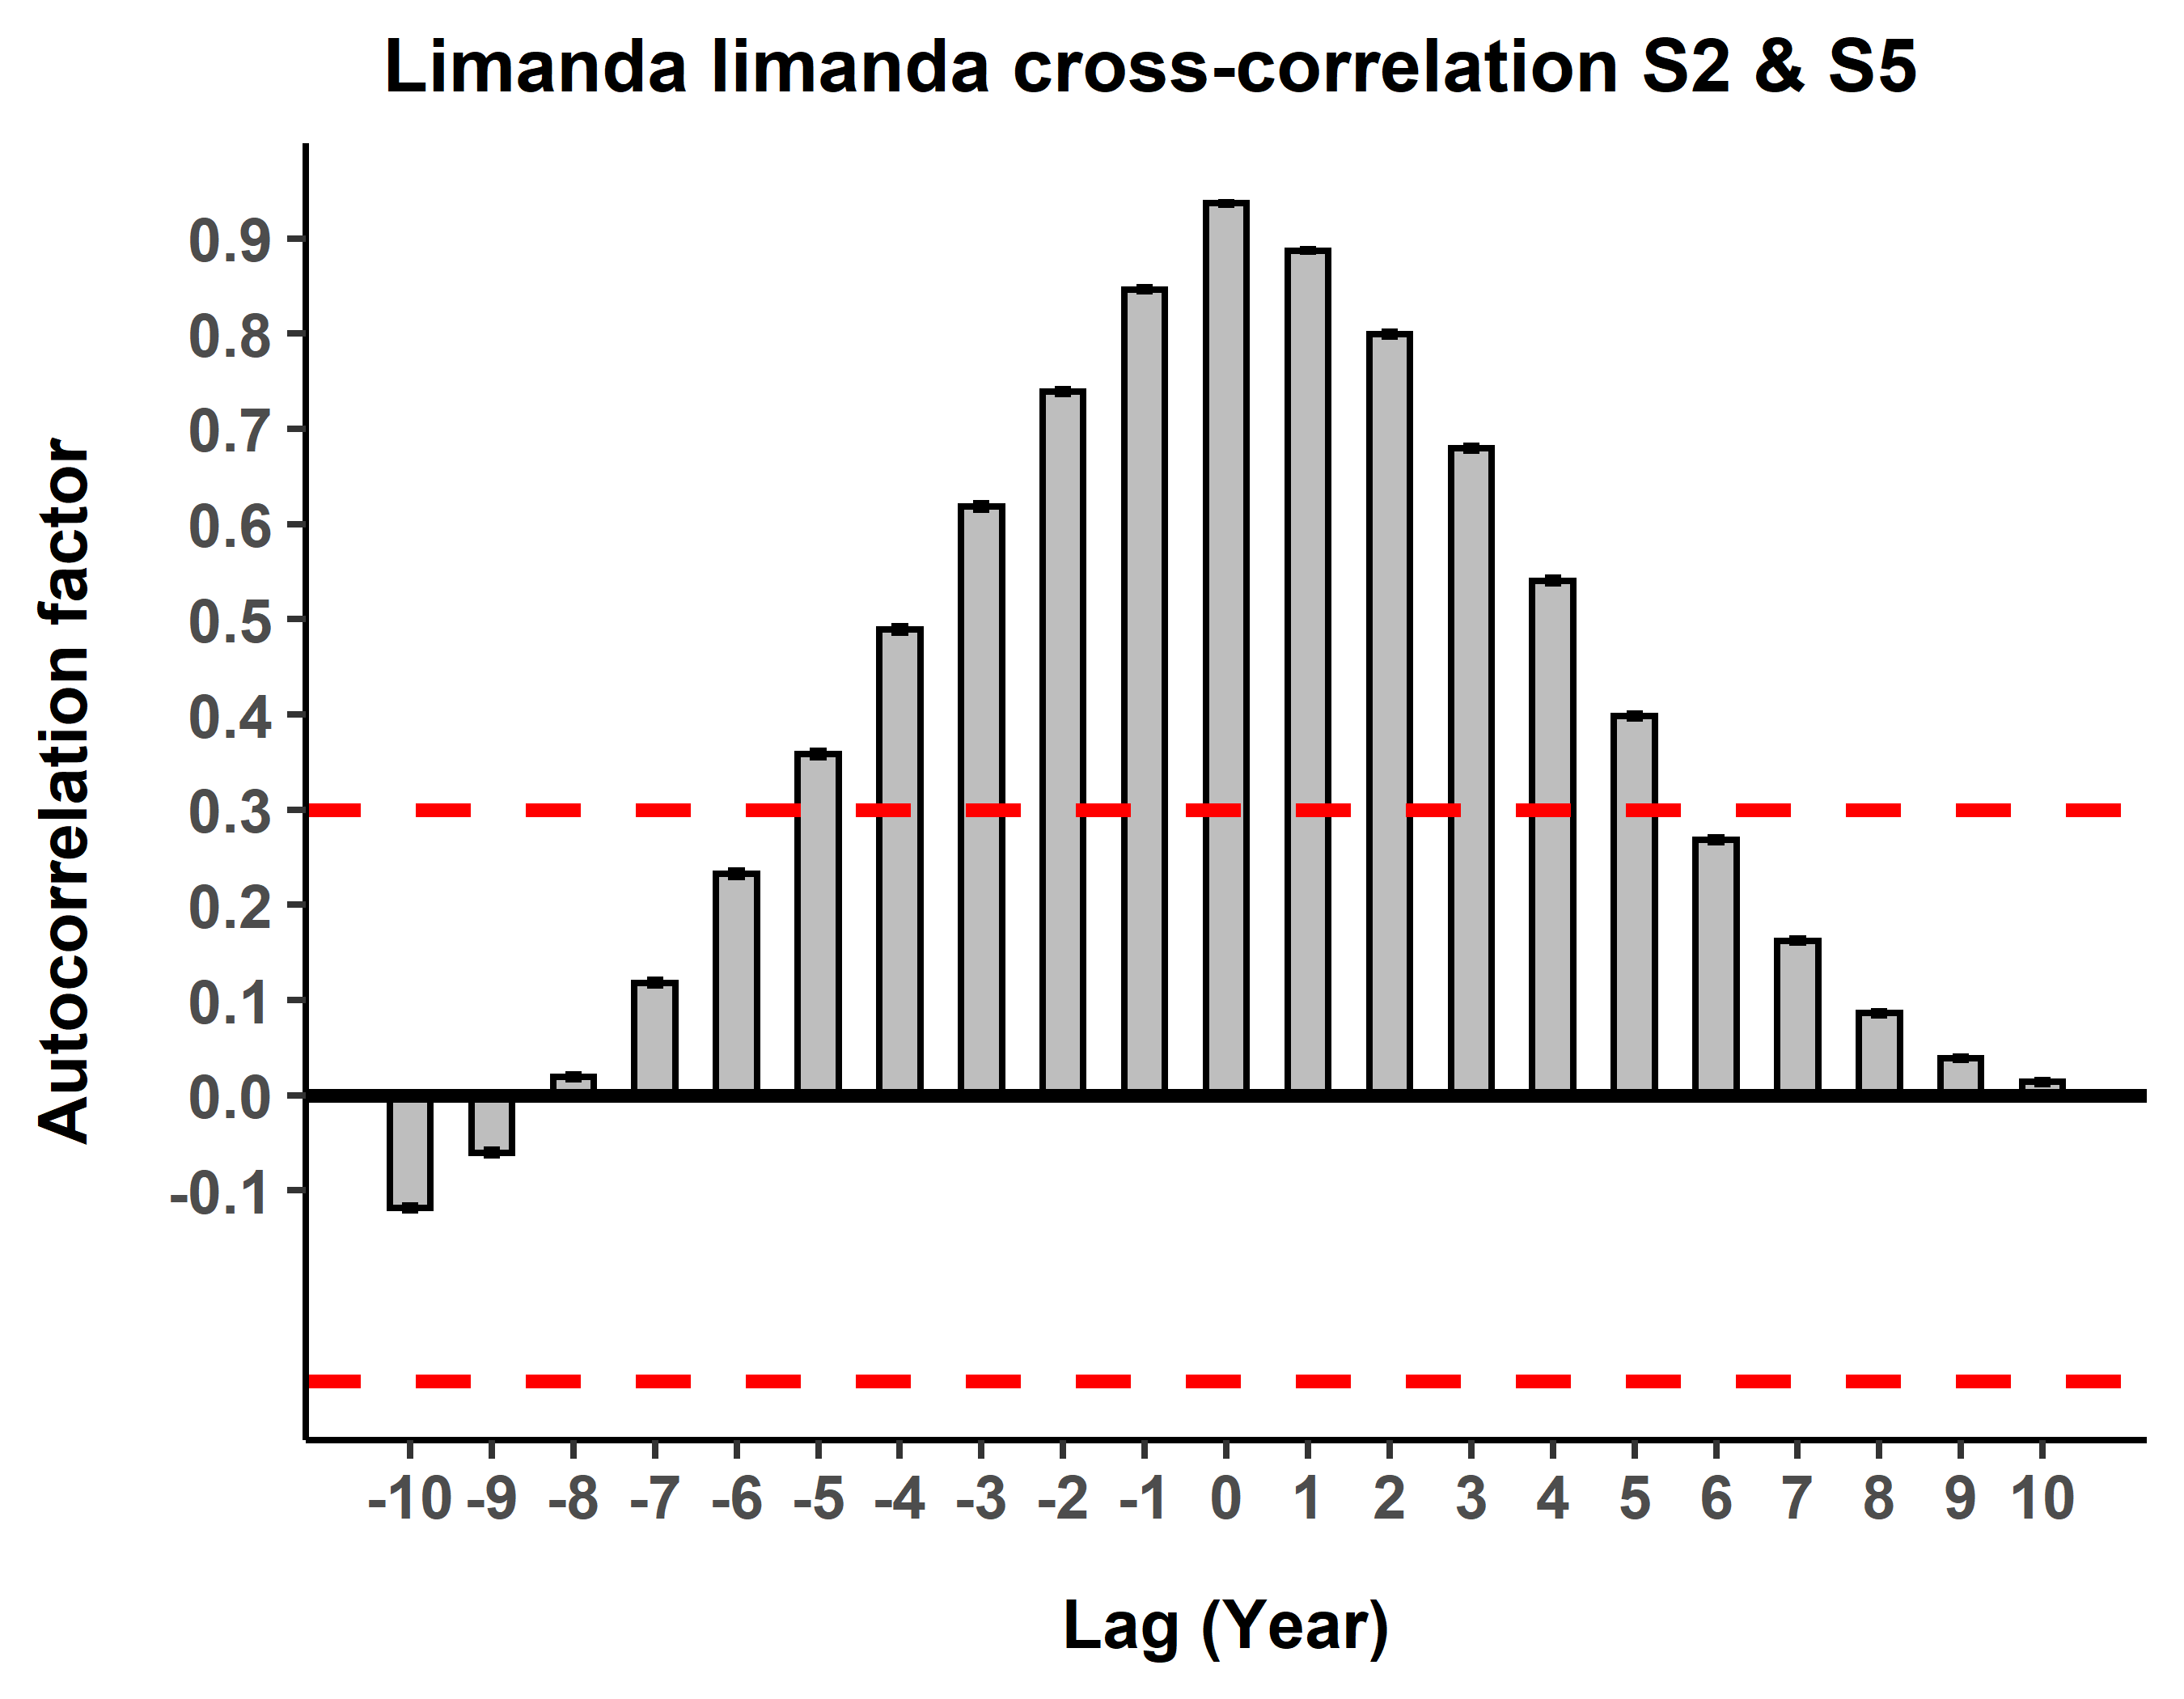 Limanda limanda cross-correlation S2 & S5
Autocorrelation factor
0.9
0.8
0.7
0.6
0.5
0.4
0.3
0.2
0.1
0.0
-0.1
-10 -9 -8 -7 -6 -5 -4 -3 -2 -1 0 1 2 3 4 5 6 7 8 9 10
Lag (Year)